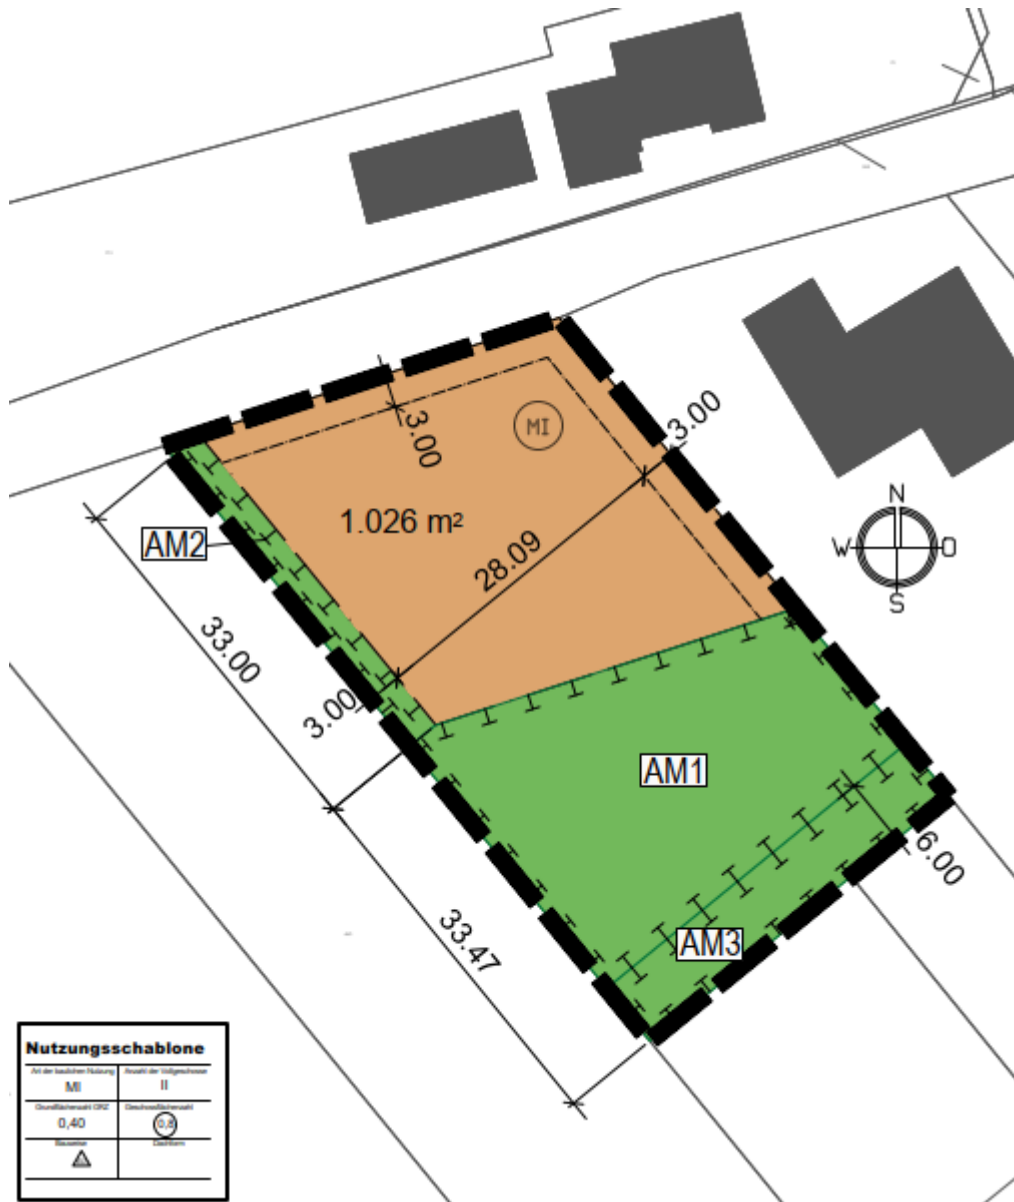 3.00
MI
3.00
1.026 m²
AM2
28.09
N
W
O
S
33.00
3.00
AM1
6.00
33.47
AM3
Nutzungsschablone
Art der baulichen Nutzung
Anzahl der Vollgeschosse
MI
II
Grundflächenzahl GRZ
Geschossflächenzahl
0,40
0,8
Bauweise
Dachform